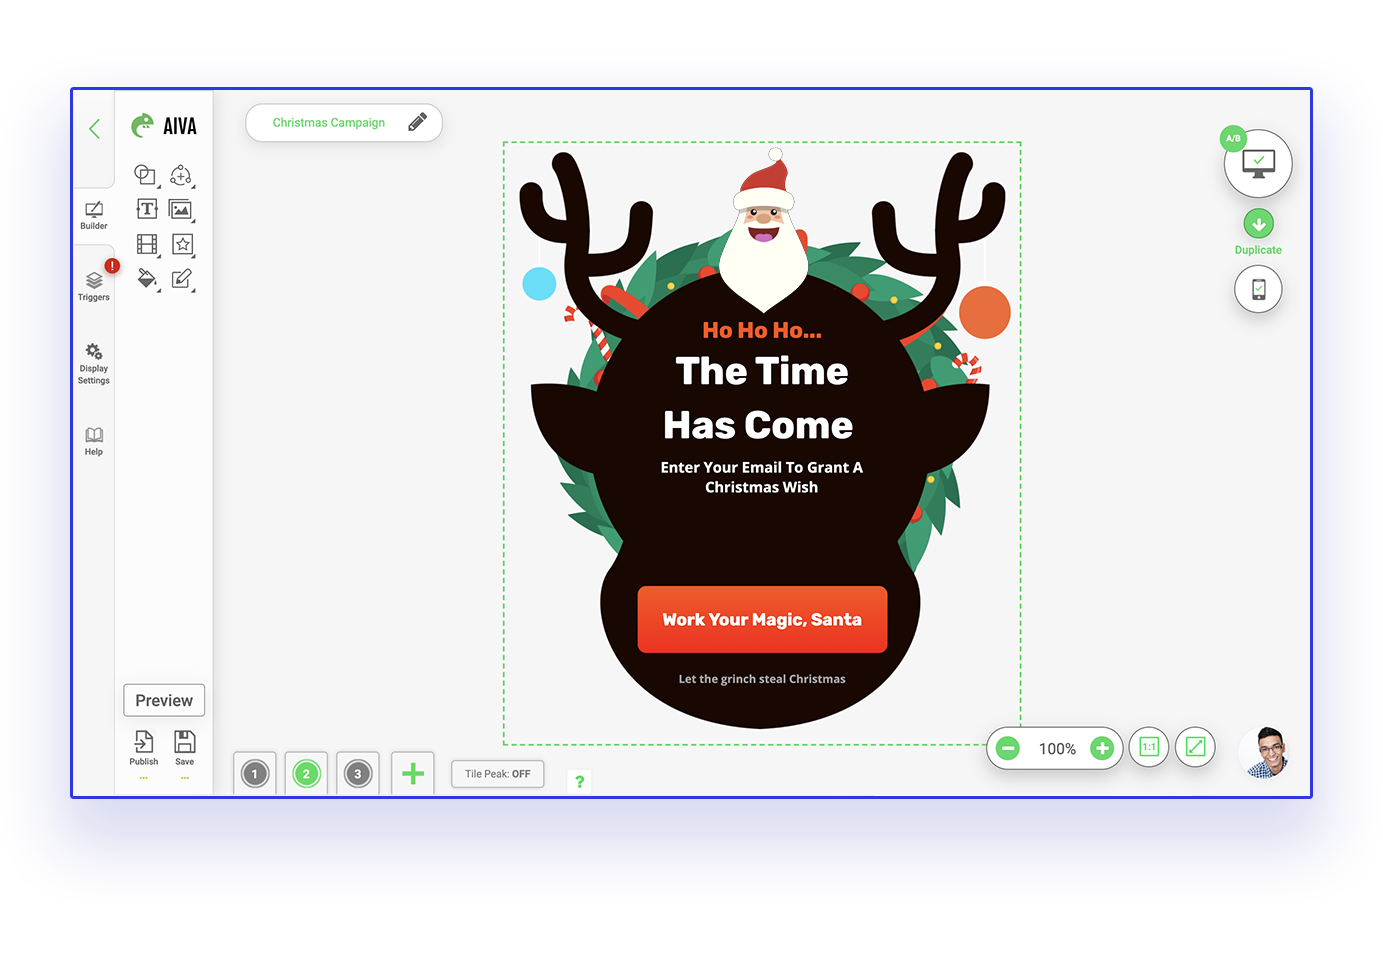 AIVA
Christmas Campaign
A/B
Builder
!
Triggers
Display
Settings
Help
Duplicate
Ho Ho Ho...
The Time
Has Come
Enter Your Email To Grant A
Christmas Wish
Work Your Magic, Santa
Let the grinch steal Christmas
T
Preview
Publish
Save
...
...
1
2
3
Tile Peak: OFF
?
100%
1:1